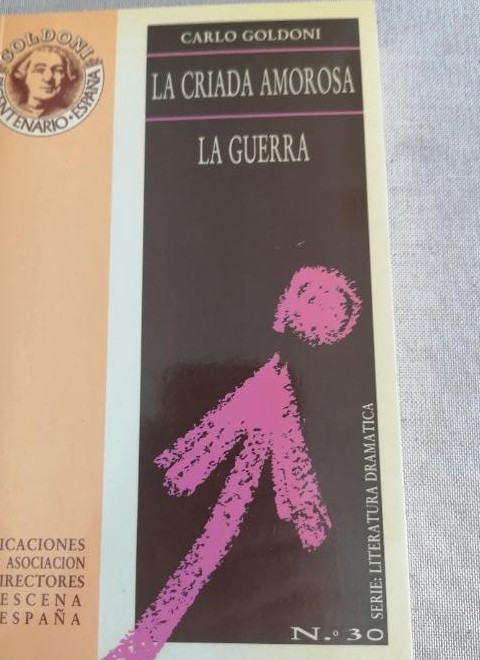 GOLDONI
CENTENARIO · ESPAÑA
CARLO GOLDONI
LA CRIADA AMOROSA
LA GUERRA
SERIE: LITERATURA DRAMATICA
ICACIONES
ASOCIACION
IRECTORES
ESCENA
ESPAÑA
N.º 30